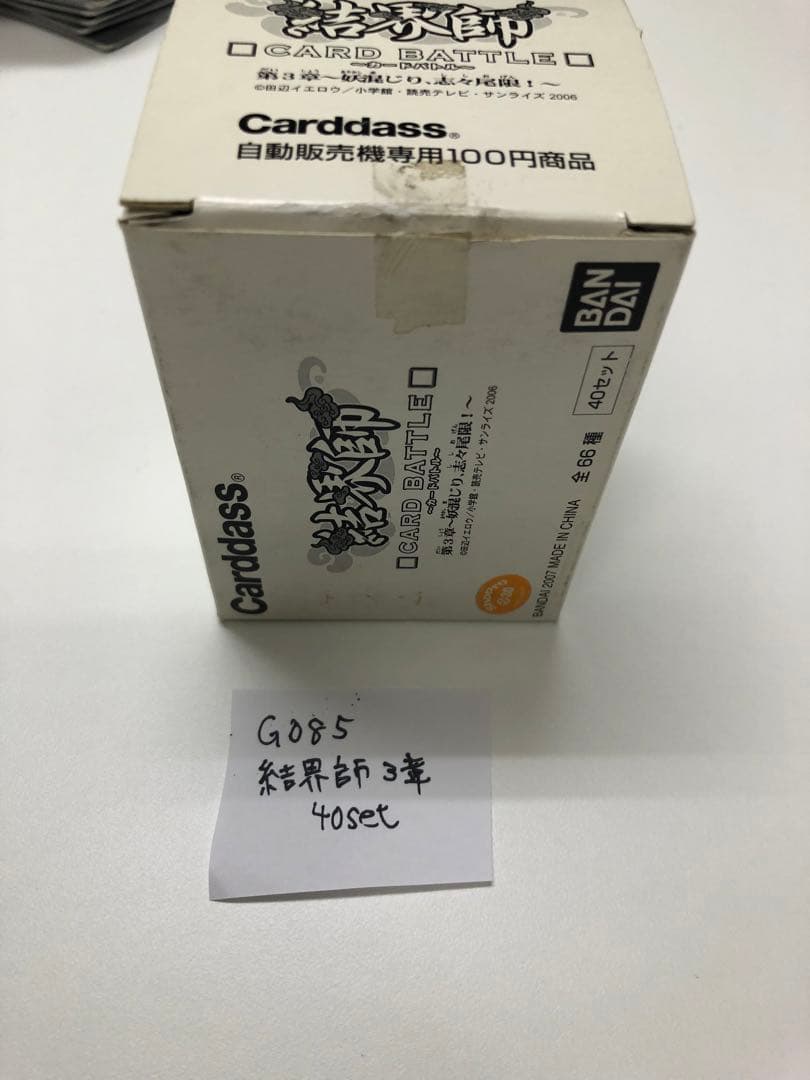 結界師
CARD BATTLE
～カードバトル～
第3章～妖混じり、志々尾限！～
©田辺イエロウ／小学館・読売テレビ・サンライズ 2006
Carddass®
自動販売機専用100円商品
BANDAI
40セット
全66種
BANDAI 2007 MADE IN CHINA
Carddass®
結界師
CARD BATTLE
～カードバトル～
第3章～妖混じり、志々尾限！～
©田辺イエロウ／小学館・読売テレビ・サンライズ 2006
G085
結界師 3章
40set